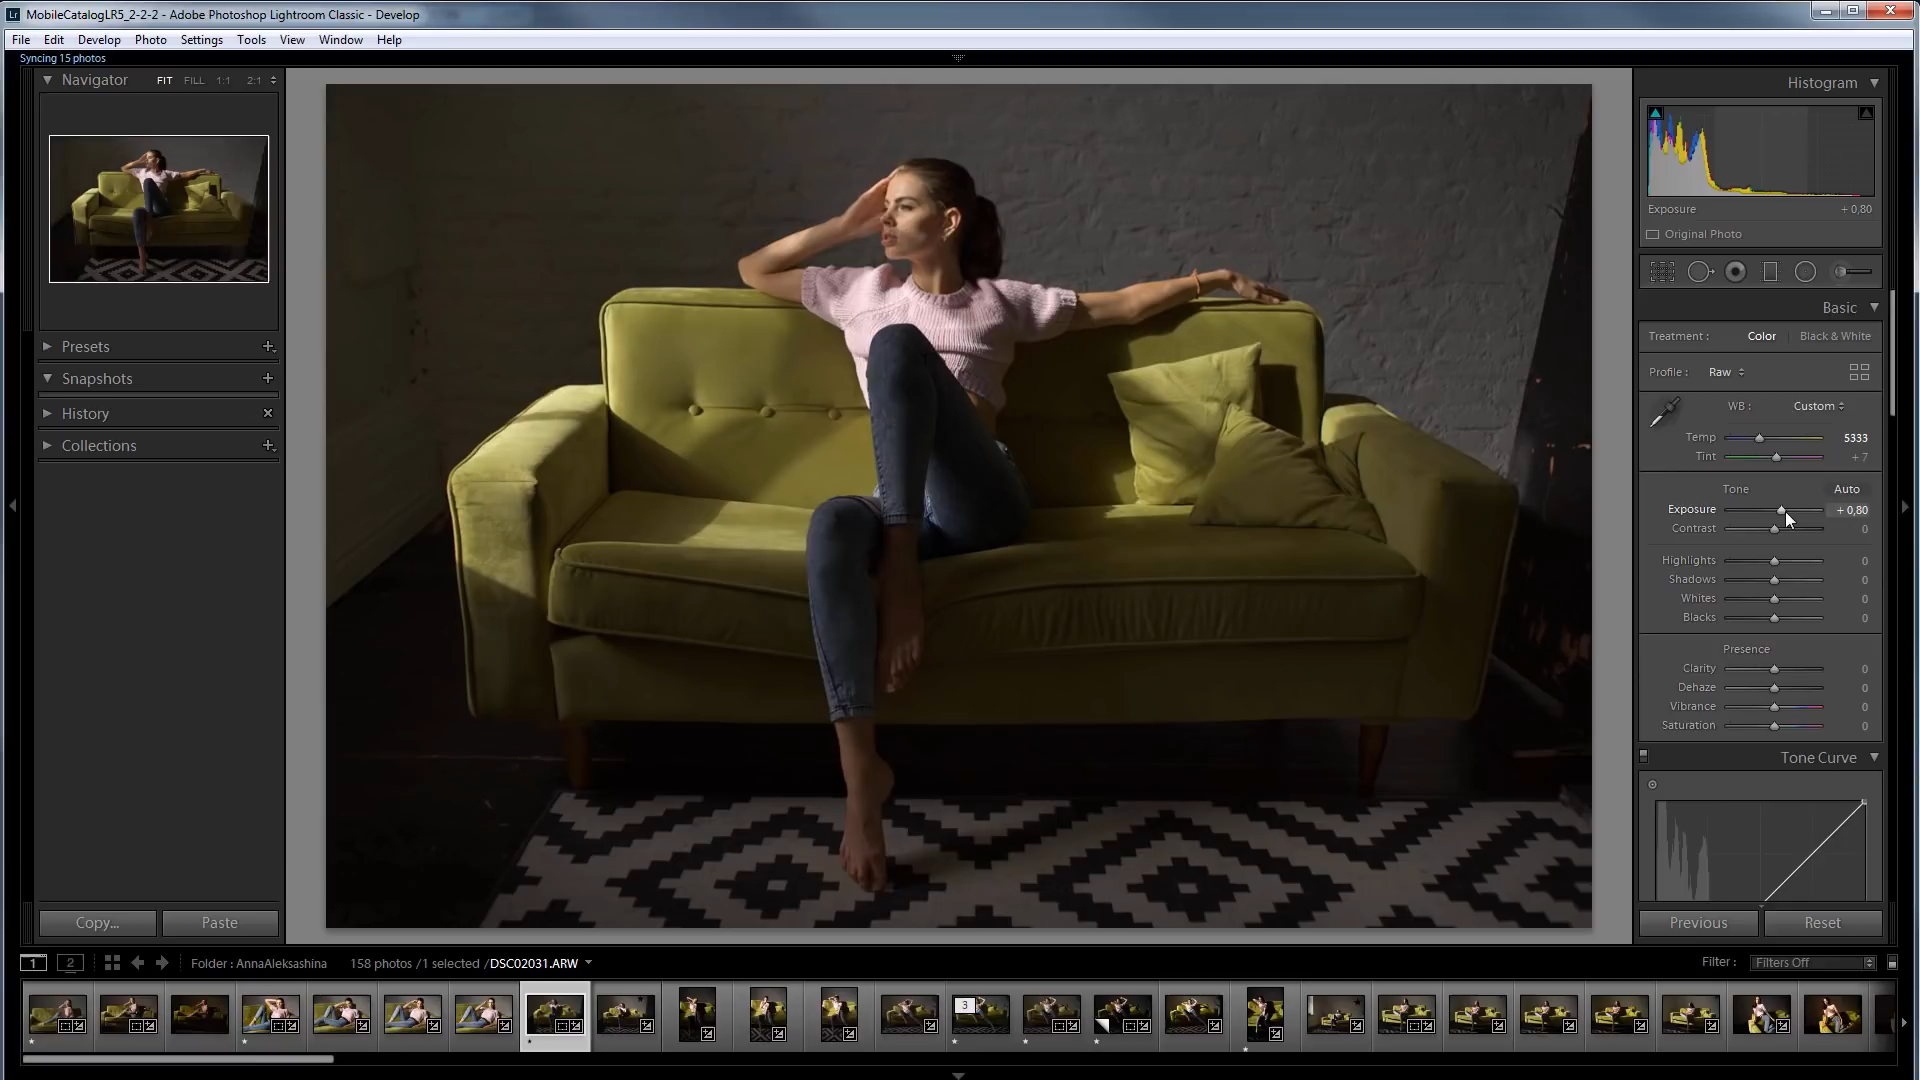 MobileCatalogLR5_2-2-2 - Adobe Photoshop Lightroom Classic - Develop
File Edit Develop Photo Settings Tools View Window Help
Syncing 15 photos
Navigator FIT FILL 1:1 2:1
Presets
Snapshots
History
Collections
Copy... Paste
Histogram
Exposure + 0,80
Original Photo
Basic
Treatment : Color Black & White
Profile : Raw
WB : Custom
Temp 5333
Tint + 7
Tone Auto
Exposure + 0,80
Contrast 0
Highlights 0
Shadows 0
Whites 0
Blacks 0
Presence
Clarity 0
Dehaze 0
Vibrance 0
Saturation 0
Tone Curve
Previous Reset
1 2 Folder : AnnaAleksashina 158 photos /1 selected /DSC02031.ARW Filter : Filters Off
3